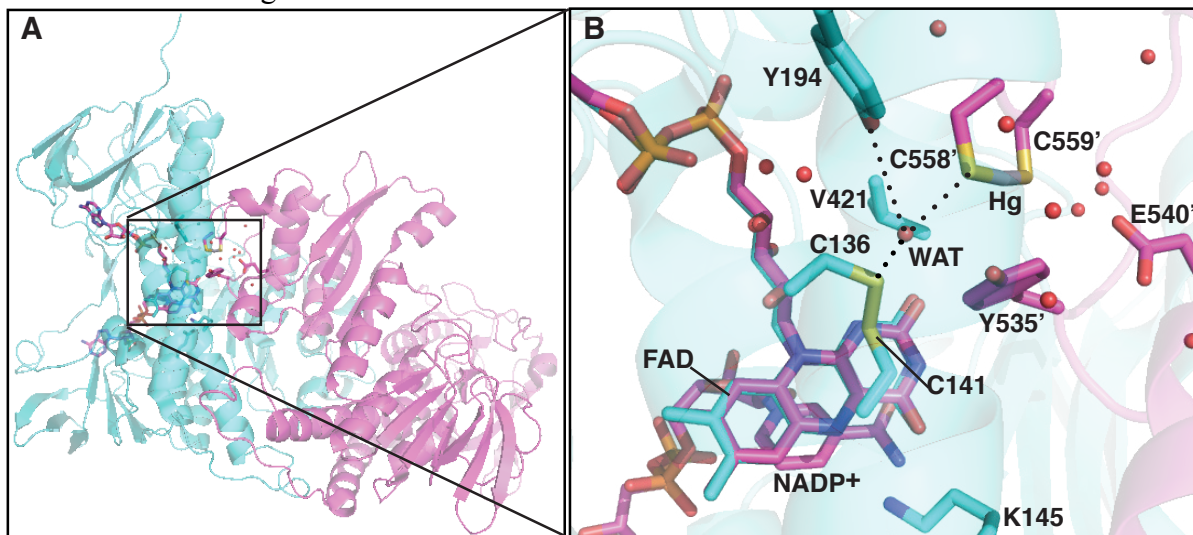 A
B
Y194
C558'
C559'
V421
Hg
E540'
C136
WAT
Y535'
FAD
C141
NADP+
K145